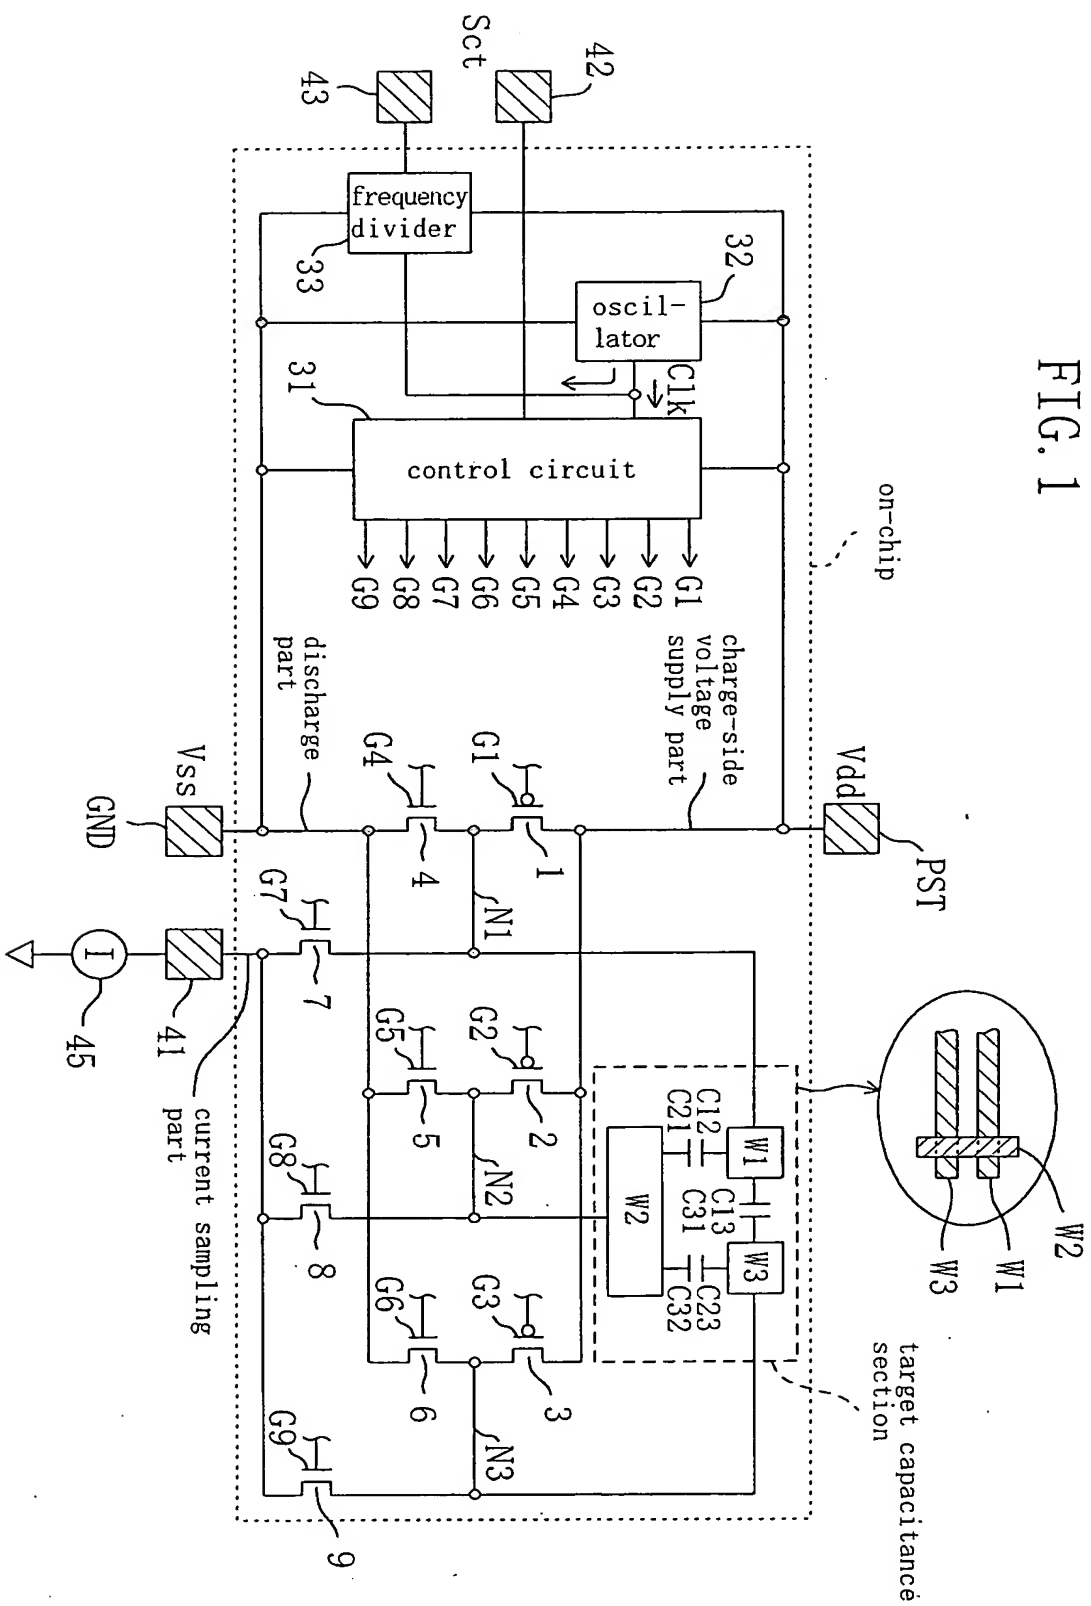 FIG. 1
on-chip
Sct
42
43
frequency
divider
33
32
oscil-
lator
Clk
31
control circuit
G1
G2
G3
G4
G5
G6
G7
G8
G9
charge-side
voltage
supply part
discharge
part
Vdd
PST
Vss
GND
G1
1
G4
4
N1
G7
7
41
45
I
current sampling
part
G2
2
G5
5
N2
G8
8
G3
3
G6
6
N3
G9
9
W1
C12
C21
C13
C31
W3
C23
C32
W2
W2
W1
W3
target capacitance
section